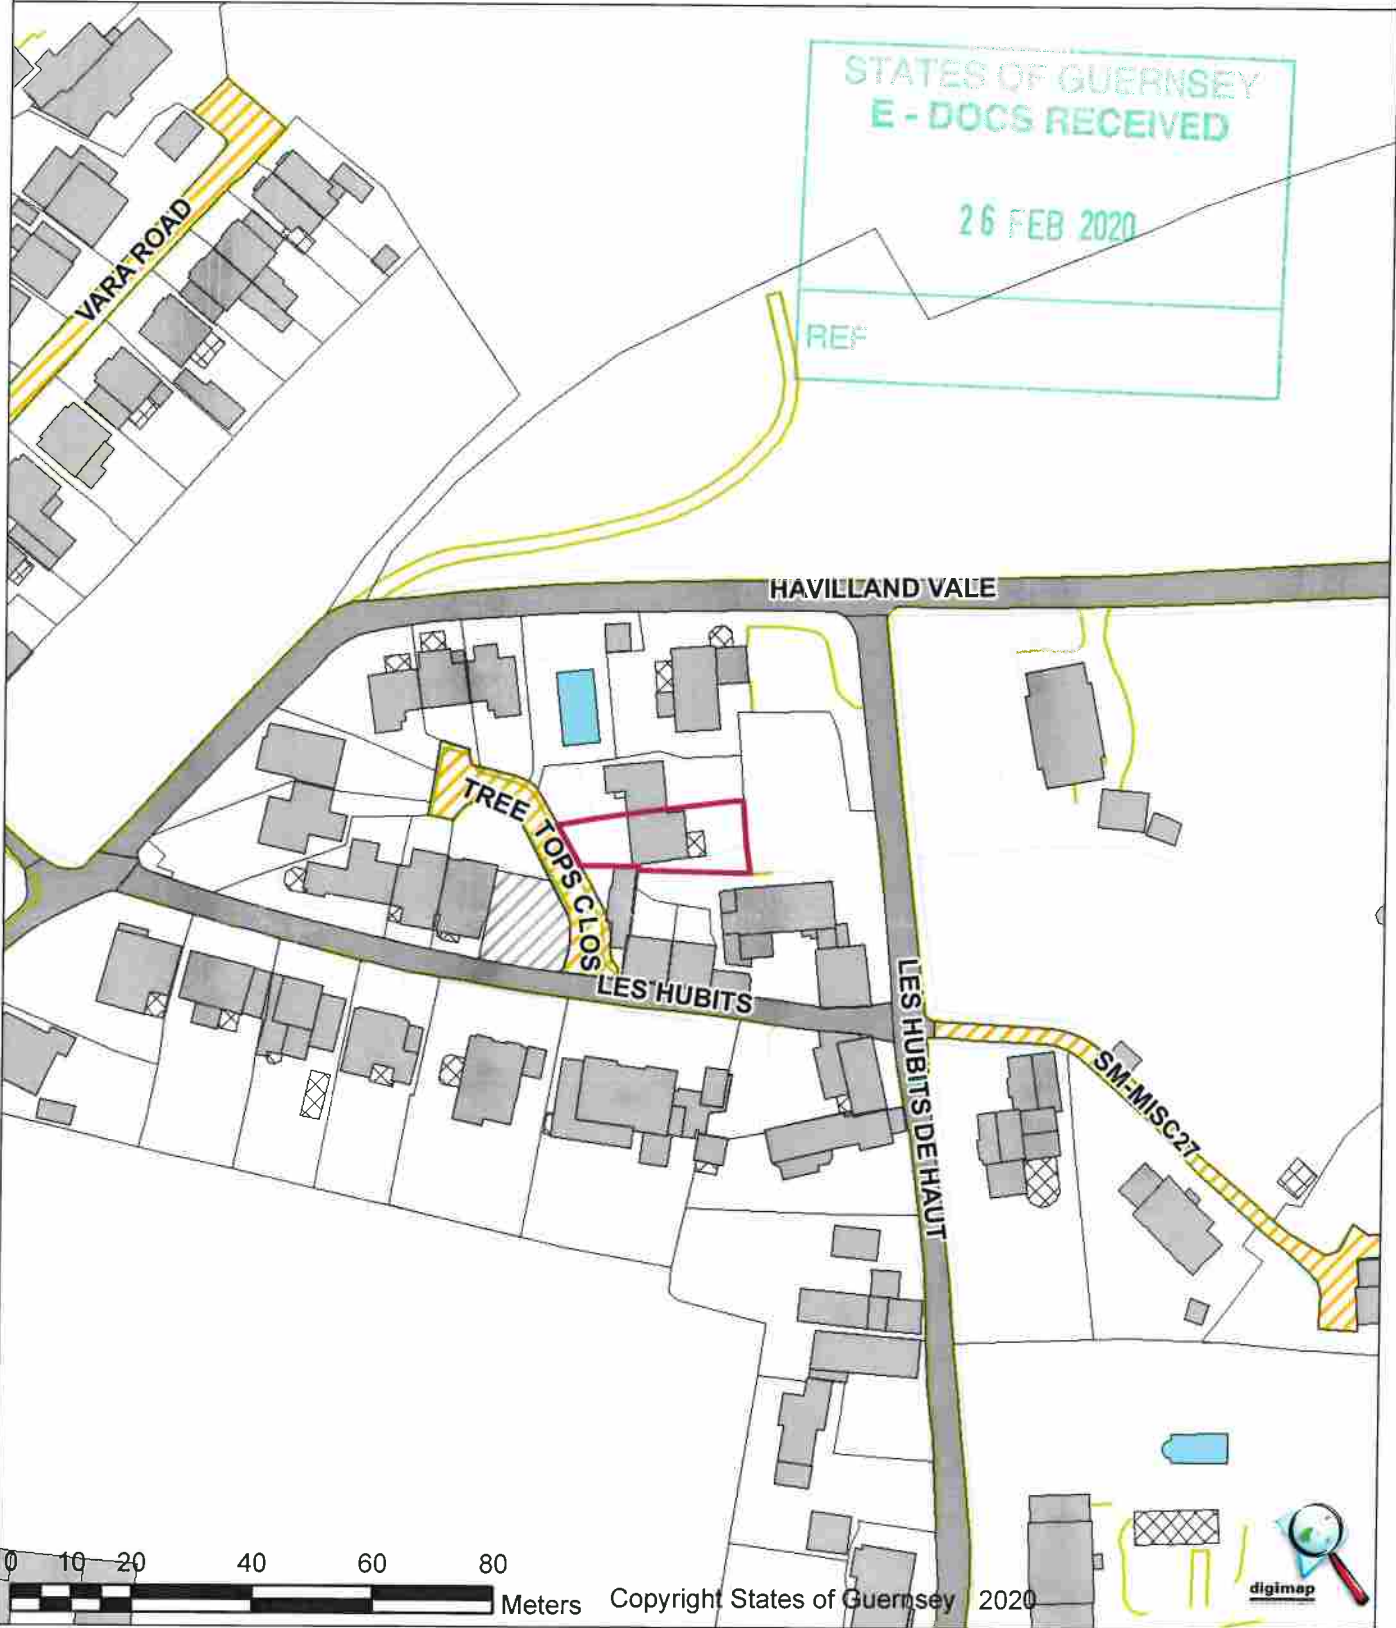 STATES OF GUERNSEY
E - DOCS RECEIVED
26 FEB 2020
REF
VARA ROAD
HAVILLAND VALE
TREE TOPS CLOS
LES HUBITS
LES HUBITS DE HAUT
SM-MISC27
0 10 20 40 60 80
Meters
Copyright States of Guernsey 2020
digimap